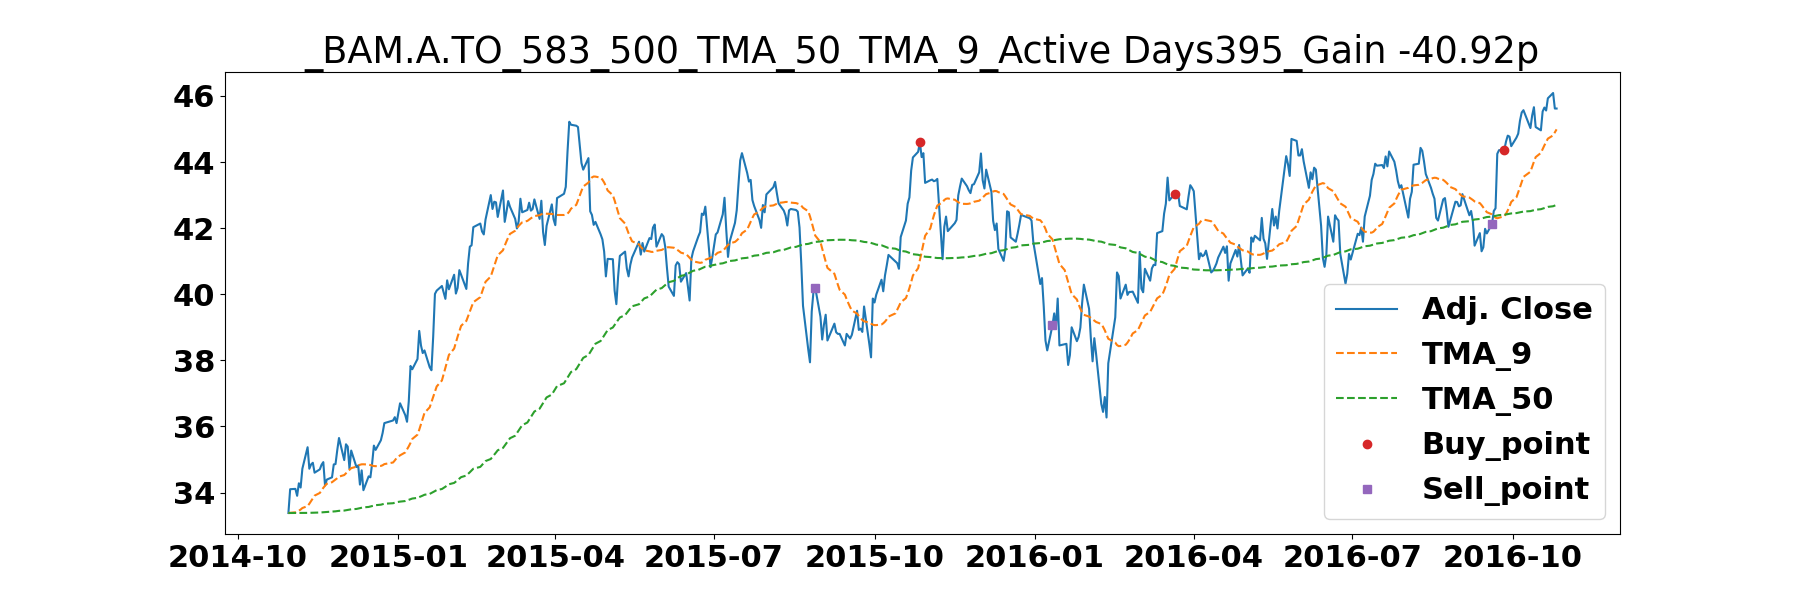 _BAM.A.TO_583_500_TMA_50_TMA_9_Active Days395_Gain -40.92p
46
44
42
40
38
36
34
Adj. Close
TMA_9
TMA_50
Buy_point
Sell_point
2014-10 2015-01 2015-04 2015-07 2015-10 2016-01 2016-04 2016-07 2016-10